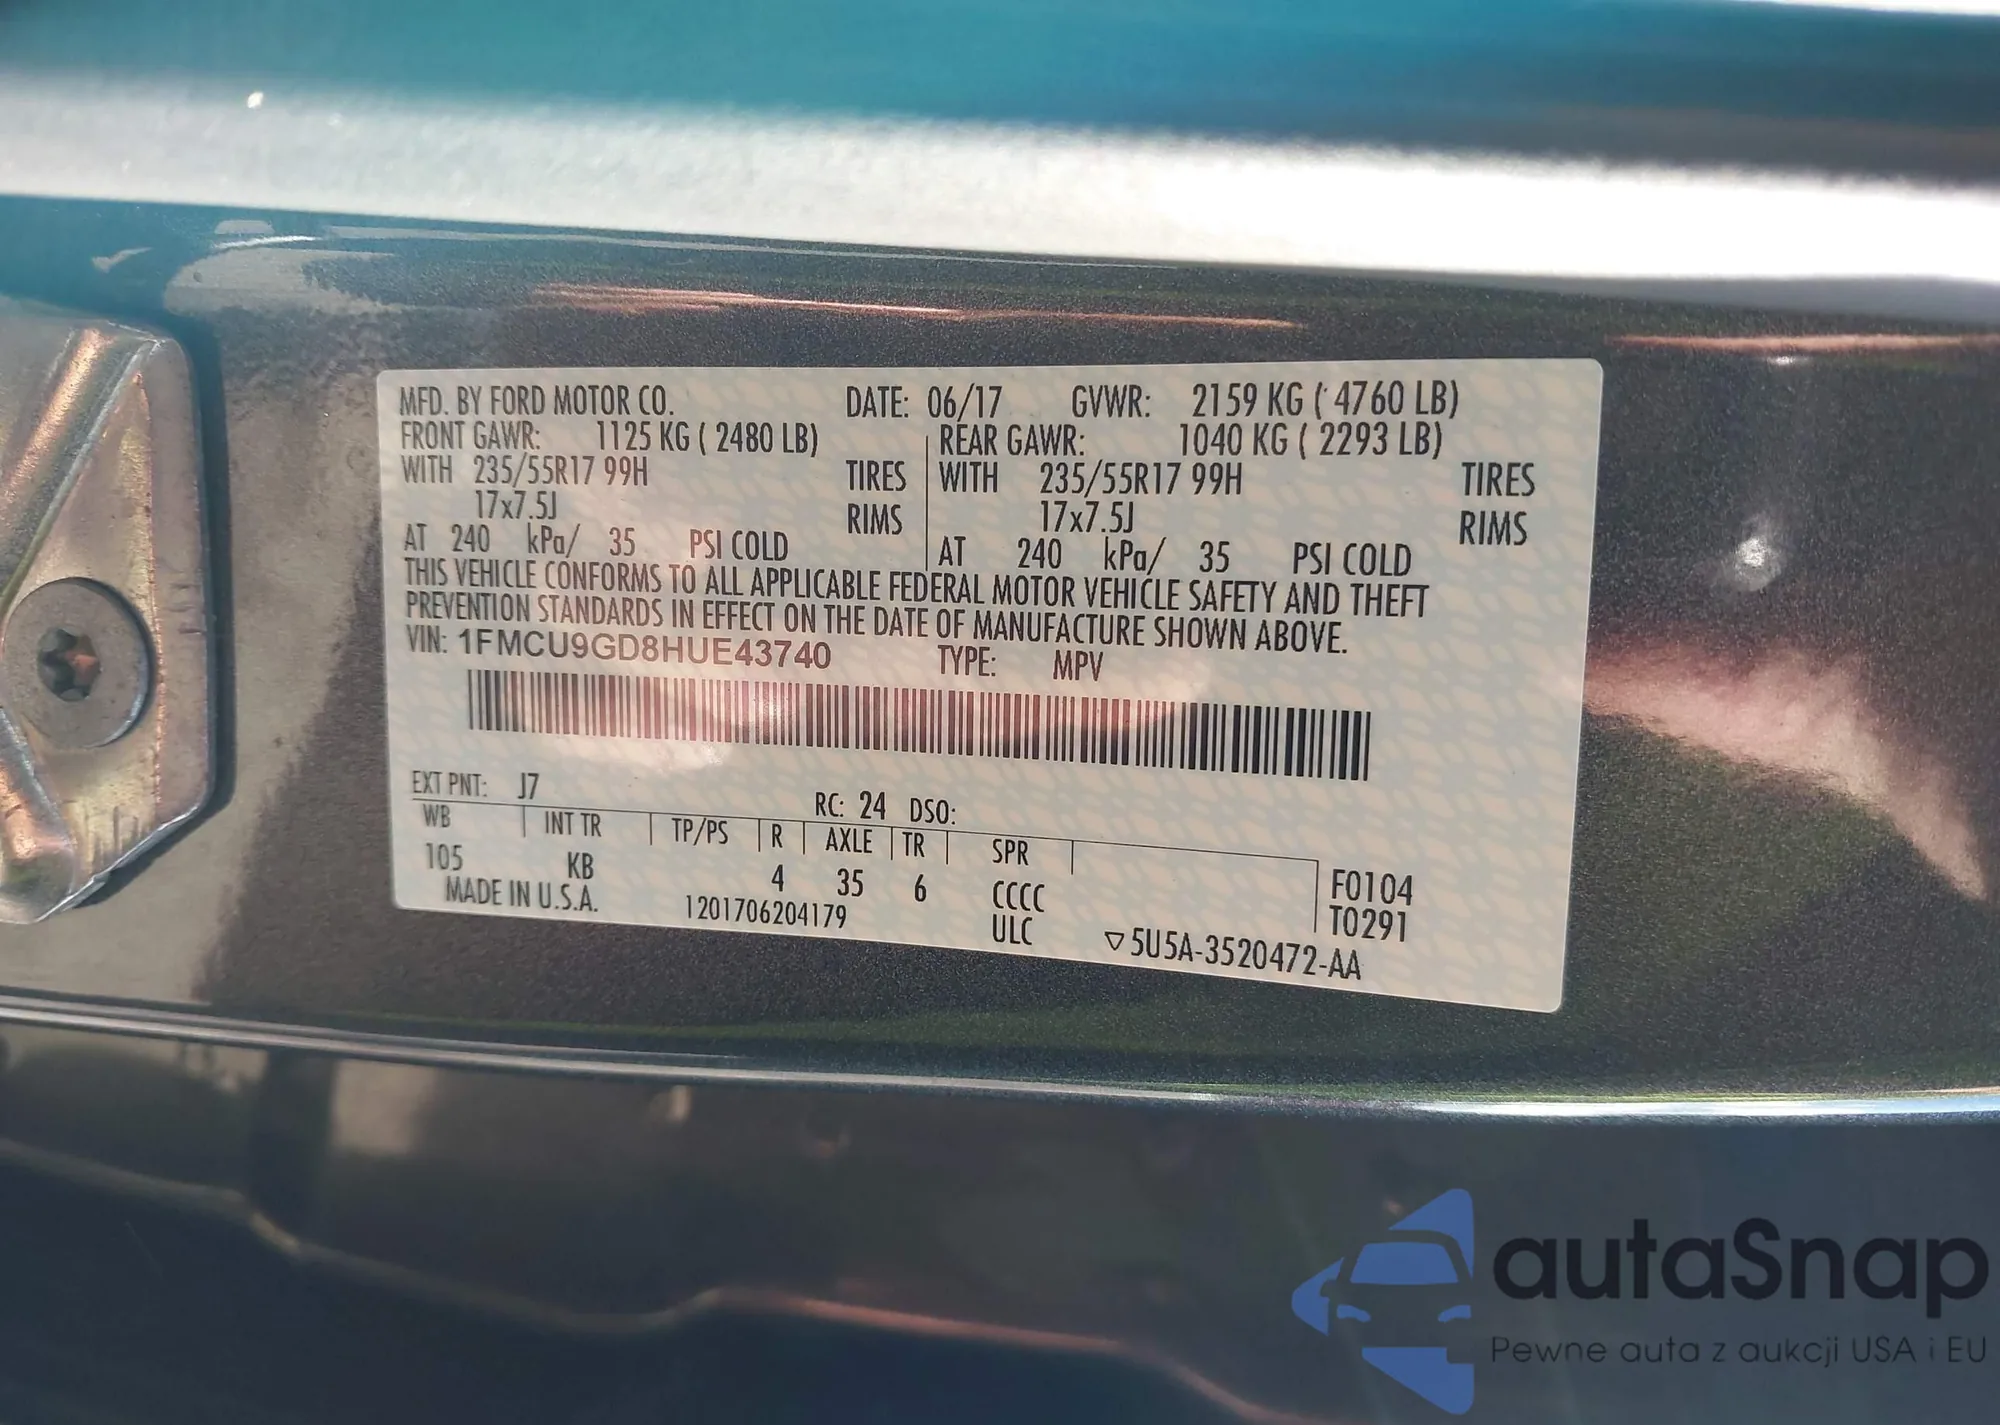 MFD. BY FORD MOTOR CO. DATE: 06/17 GVWR: 2159 KG ( 4760 LB)
FRONT GAWR: 1125 KG ( 2480 LB) REAR GAWR: 1040 KG ( 2293 LB)
WITH 235/55R17 99H TIRES WITH 235/55R17 99H TIRES
17x7.5J RIMS 17x7.5J RIMS
AT 240 kPa/ 35 PSI COLD AT 240 kPa/ 35 PSI COLD
THIS VEHICLE CONFORMS TO ALL APPLICABLE FEDERAL MOTOR VEHICLE SAFETY AND THEFT
PREVENTION STANDARDS IN EFFECT ON THE DATE OF MANUFACTURE SHOWN ABOVE.
VIN: 1FMCU9GD8HUE43740 TYPE: MPV
EXT PNT: J7 RC: 24 DSO:
WB INT TR TP/PS R AXLE TR SPR
105 KB 4 35 6 CCCC F0104
MADE IN U.S.A. 1201706204179 ULC T0291
▽5U5A-3520472-AA
autaSnap
Pewne auta z aukcji USA i EU